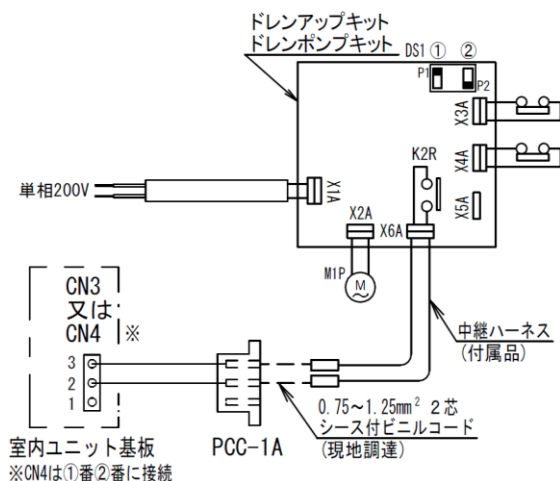 ドレンアップキット
ドレンポンプキット
DS1 ① ②
P1
P2
X3A
X4A
K2R
X5A
単相200V
X1A
X2A
X6A
M1P
M
CN3
又は
CN4 ※
3
2
1
中継ハーネス
(付属品)
0.75~1.25mm² 2芯
シース付ビニルコード
(現地調達)
室内ユニット基板
PCC-1A
※CN4は①番②番に接続